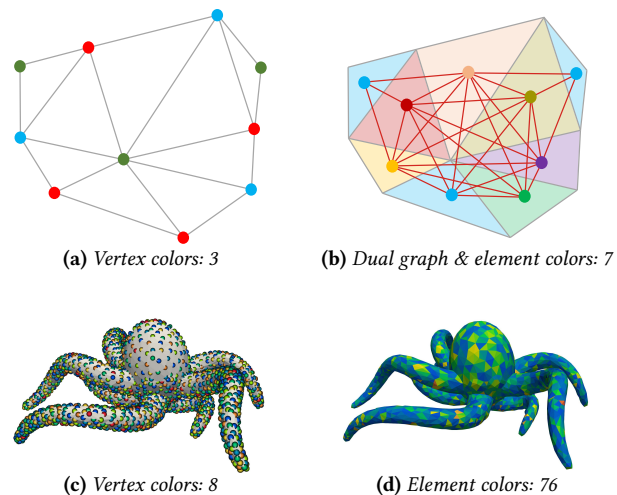 (a) Vertex colors: 3
(b) Dual graph & element colors: 7
(c) Vertex colors: 8
(d) Element colors: 76